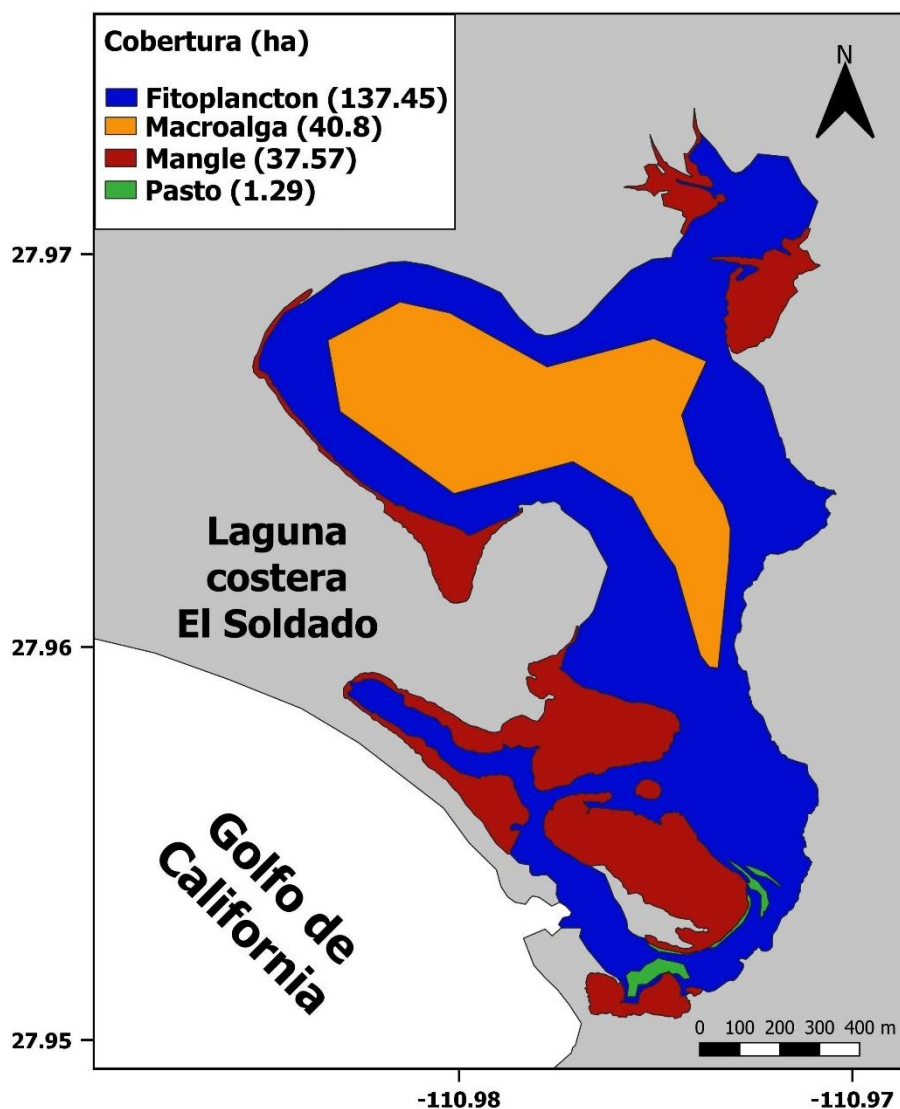 Cobertura (ha)
Fitoplancton (137.45)
Macroalga (40.8)
Mangle (37.57)
Pasto (1.29)
N
27.97
Laguna
costera
El Soldado
27.96
Golfo de
California
27.95
0 100 200 300 400 m
-110.98
-110.97